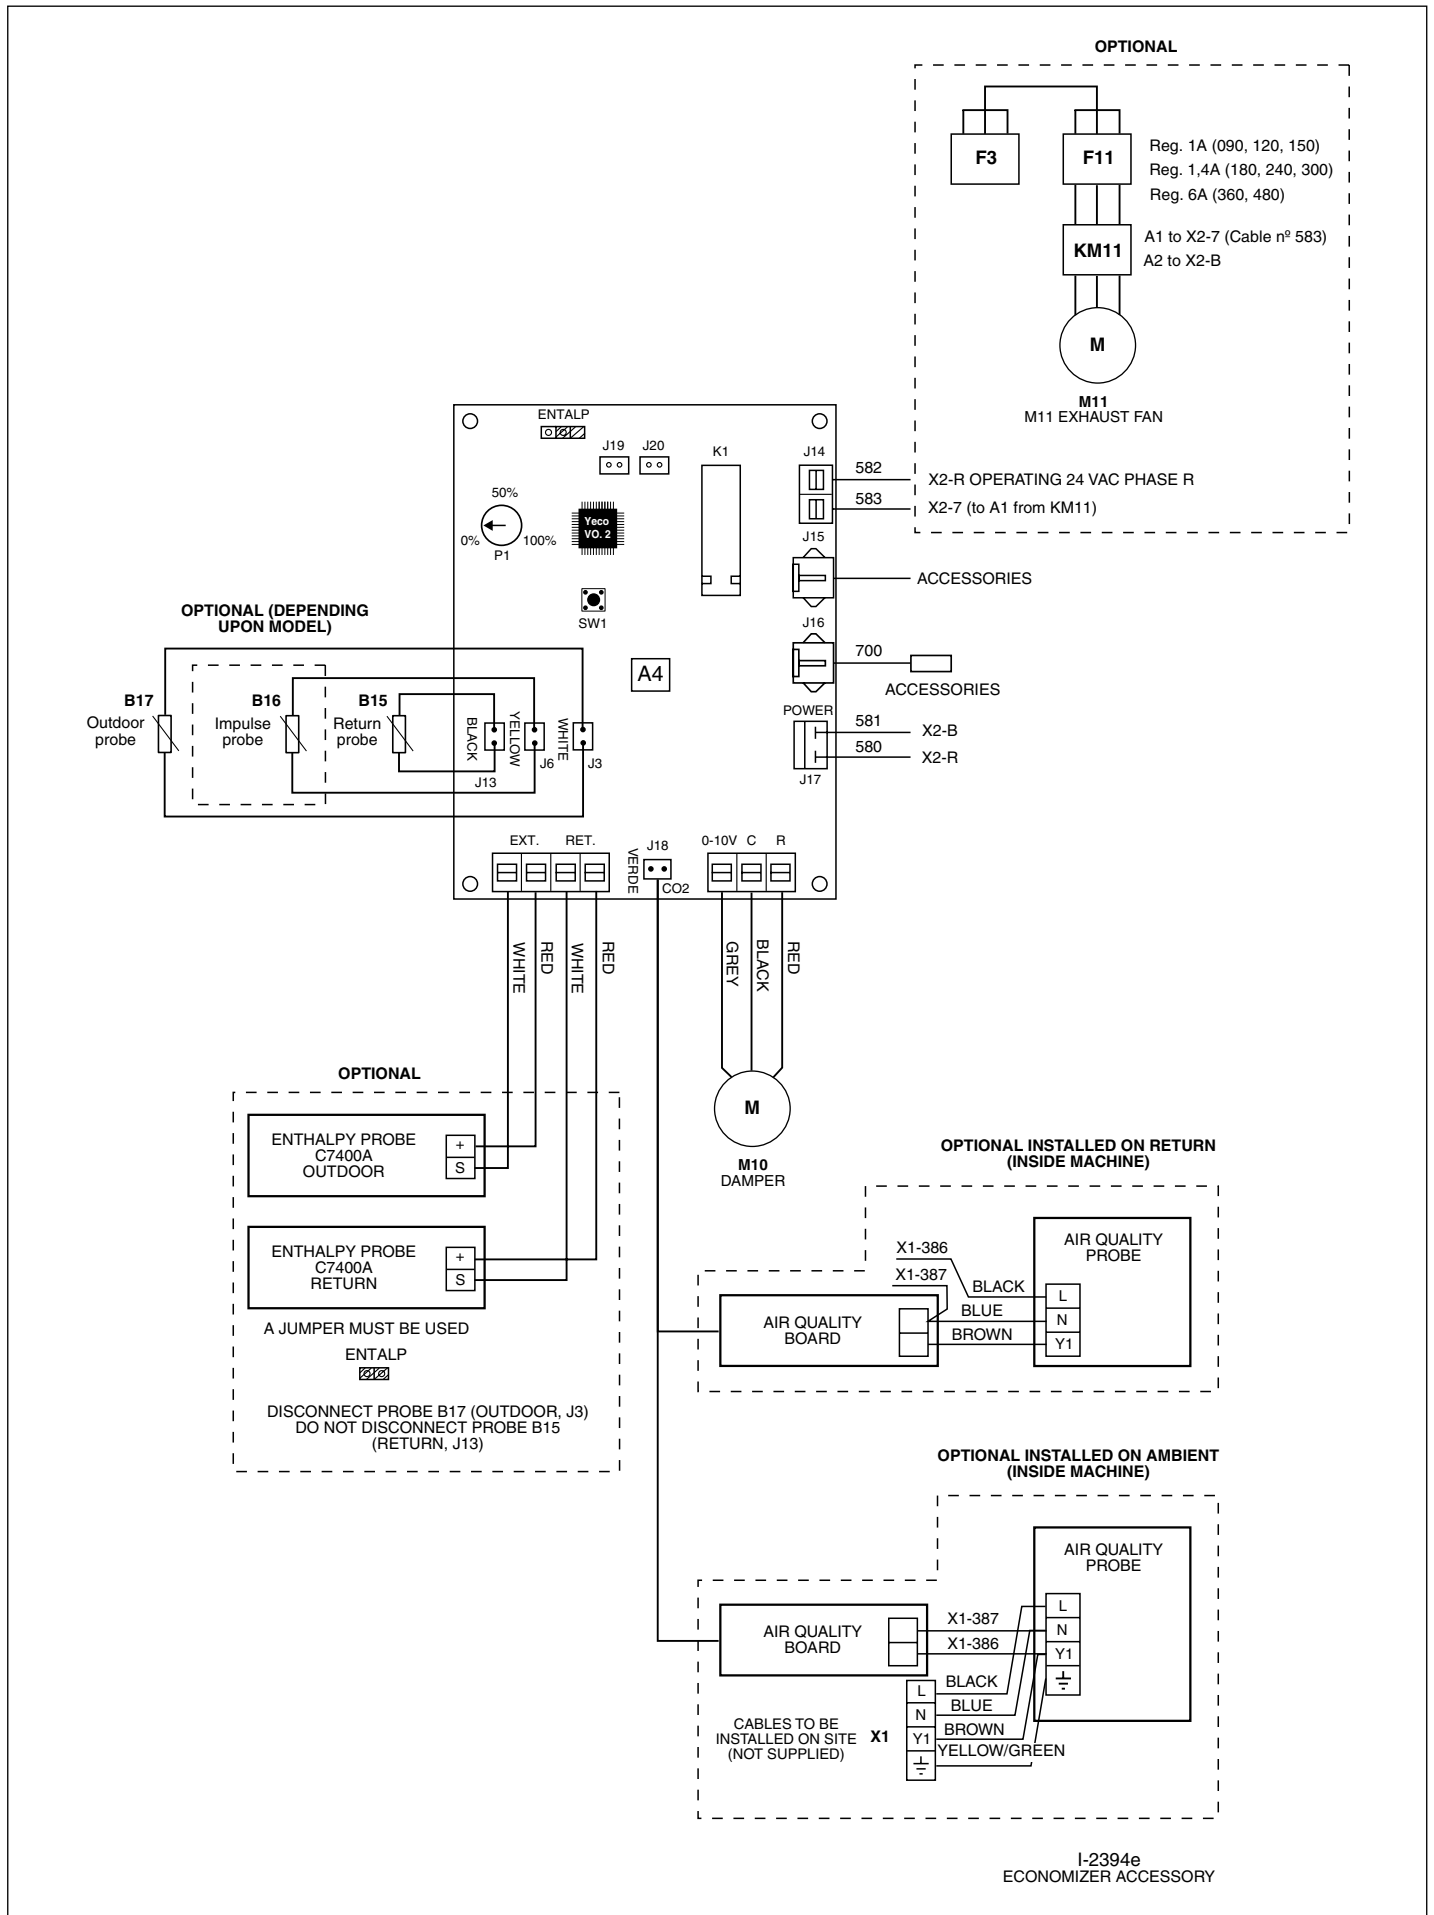 OPTIONAL
F3
F11
Reg. 1A (090, 120, 150)
Reg. 1,4A (180, 240, 300)
Reg. 6A (360, 480)
KM11
A1 to X2-7 (Cable nº 583)
A2 to X2-B
M
M11
M11 EXHAUST FAN
ENTALP
J19
J20
K1
J14
582
X2-R OPERATING 24 VAC PHASE R
583
X2-7 (to A1 from KM11)
50%
0%
100%
P1
Yeco
VO. 2
J15
ACCESSORIES
SW1
J16
700
ACCESSORIES
A4
OPTIONAL (DEPENDING
UPON MODEL)
B17
Outdoor
probe
B16
Impulse
probe
B15
Return
probe
BLACK
YELLOW
WHITE
J13
J6
J3
POWER
581
X2-B
580
X2-R
J17
EXT.
RET.
VERDE
J18
CO2
0-10V
C
R
WHITE
RED
WHITE
RED
GREY
BLACK
RED
M
M10
DAMPER
OPTIONAL
ENTHALPY PROBE
C7400A
OUTDOOR
+
S
ENTHALPY PROBE
C7400A
RETURN
+
S
A JUMPER MUST BE USED
ENTALP
DISCONNECT PROBE B17 (OUTDOOR, J3)
DO NOT DISCONNECT PROBE B15
(RETURN, J13)
OPTIONAL INSTALLED ON RETURN
(INSIDE MACHINE)
AIR QUALITY
PROBE
X1-386
X1-387
BLACK
BLUE
BROWN
L
N
Y1
AIR QUALITY
BOARD
OPTIONAL INSTALLED ON AMBIENT
(INSIDE MACHINE)
AIR QUALITY
PROBE
AIR QUALITY
BOARD
X1-387
X1-386
L
N
Y1
BLACK
BLUE
BROWN
YELLOW/GREEN
L
N
Y1
X1
CABLES TO BE
INSTALLED ON SITE
(NOT SUPPLIED)
I-2394e
ECONOMIZER ACCESSORY